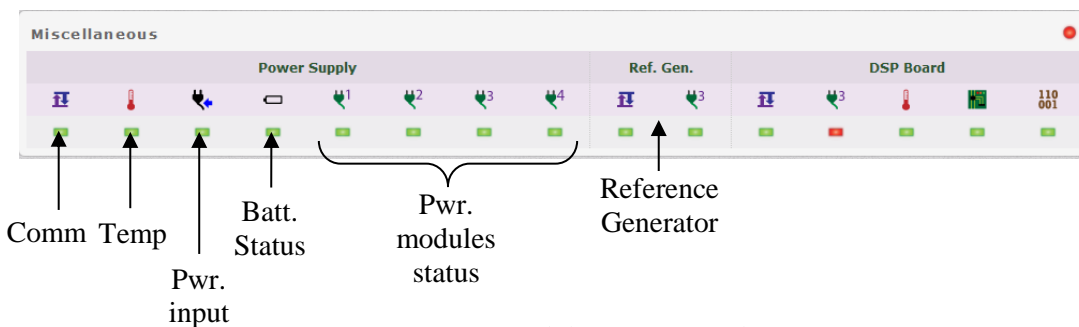 Miscellaneous
Power Supply Ref. Gen. DSP Board
1 2 3 4 3 3 110
001
Comm Temp
Pwr.
input
Batt.
Status
Pwr.
modules
status
Reference
Generator